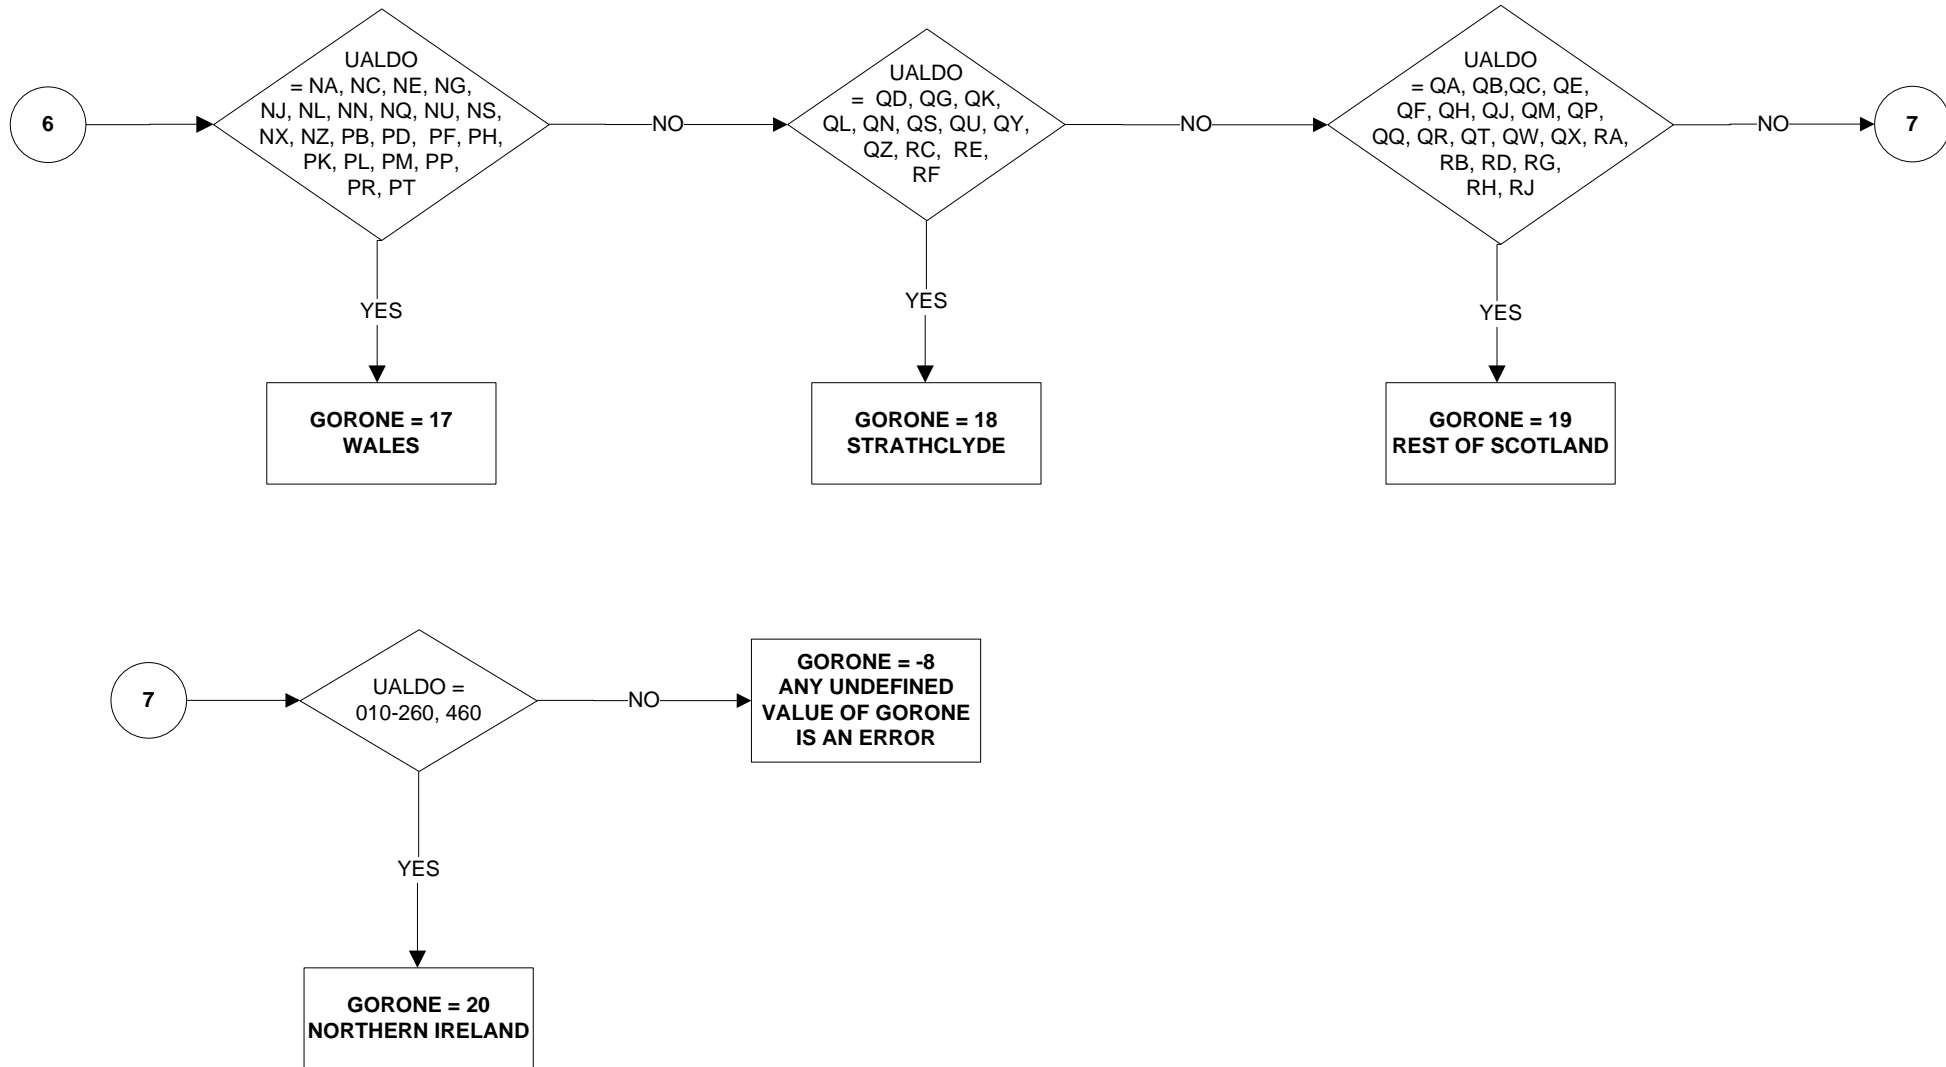 6
UALDO
= NA, NC, NE, NG,
NJ, NL, NN, NQ, NU, NS,
NX, NZ, PB, PD, PF, PH,
PK, PL, PM, PP,
PR, PT
NO
UALDO
= QD, QG, QK,
QL, QN, QS, QU, QY,
QZ, RC, RE,
RF
NO
UALDO
= QA, QB,QC, QE,
QF, QH, QJ, QM, QP,
QQ, QR, QT, QW, QX, RA,
RB, RD, RG,
RH, RJ
NO
7
YES
YES
YES
GORONE = 17
WALES
GORONE = 18
STRATHCLYDE
GORONE = 19
REST OF SCOTLAND
7
UALDO =
010-260, 460
NO
GORONE = -8
ANY UNDEFINED
VALUE OF GORONE
IS AN ERROR
YES
GORONE = 20
NORTHERN IRELAND